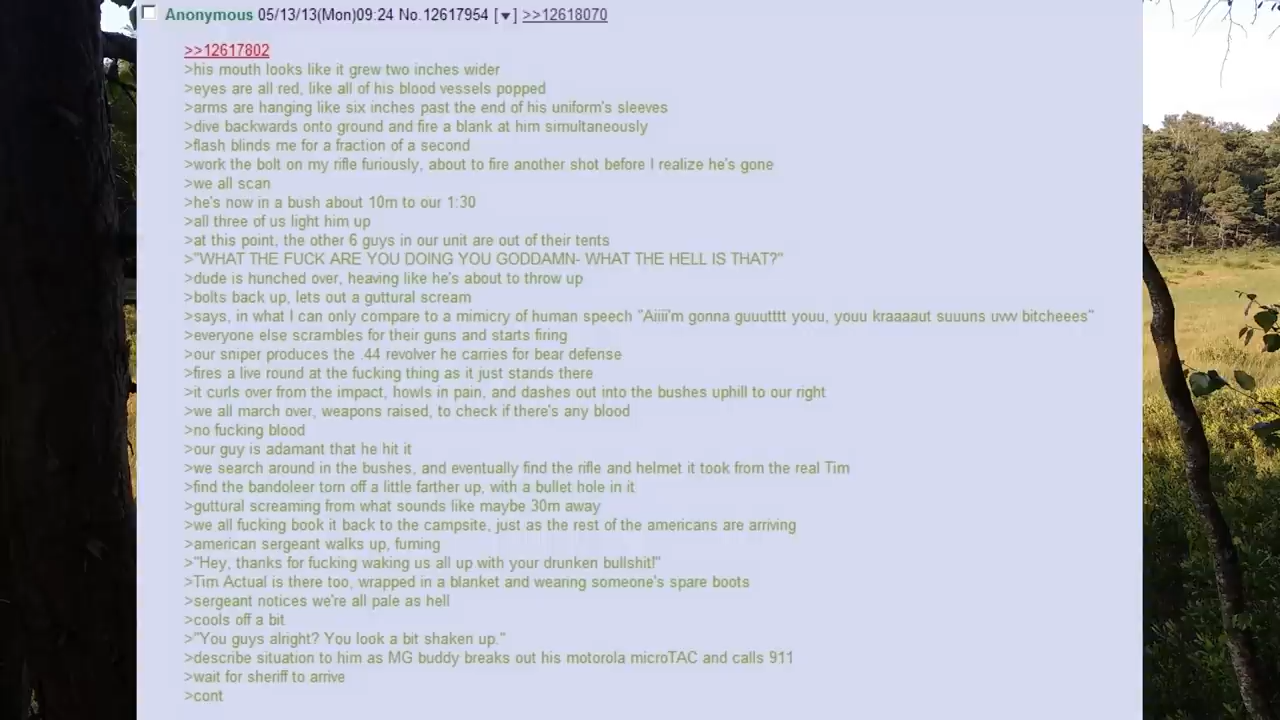 Anonymous 05/13/13(Mon)09:24 No.12617954 [▼] >>12618070
>>12617802
>his mouth looks like it grew two inches wider
>eyes are all red, like all of his blood vessels popped
>arms are hanging like six inches past the end of his uniform's sleeves
>dive backwards onto ground and fire a blank at him simultaneously
>flash blinds me for a fraction of a second
>work the bolt on my rifle furiously, about to fire another shot before I realize he's gone
>we all scan
>he's now in a bush about 10m to our 1:30
>all three of us light him up
>at this point, the other 6 guys in our unit are out of their tents
>"WHAT THE FUCK ARE YOU DOING YOU GODDAMN- WHAT THE HELL IS THAT?"
>dude is hunched over, heaving like he's about to throw up
>bolts back up, lets out a guttural scream
>says, in what I can only compare to a mimicry of human speech "Aiiii'm gonna guuutttt youu, youu kraaaaut suuuns uvv bitcheees"
>everyone else scrambles for their guns and starts firing
>our sniper produces the .44 revolver he carries for bear defense
>fires a live round at the fucking thing as it just stands there
>it curls over from the impact, howls in pain, and dashes out into the bushes uphill to our right
>we all march over, weapons raised, to check if there's any blood
>no fucking blood
>our guy is adamant that he hit it
>we search around in the bushes, and eventually find the rifle and helmet it took from the real Tim
>find the bandoleer torn off a little farther up, with a bullet hole in it
>guttural screaming from what sounds like maybe 30m away
>we all fucking book it back to the campsite, just as the rest of the americans are arriving
>american sergeant walks up, fuming
>"Hey, thanks for fucking waking us all up with your drunken bullshit!"
>Tim Actual is there too, wrapped in a blanket and wearing someone's spare boots
>sergeant notices we're all pale as hell
>cools off a bit
>"You guys alright? You look a bit shaken up."
>describe situation to him as MG buddy breaks out his motorola microTAC and calls 911
>wait for sheriff to arrive
>cont